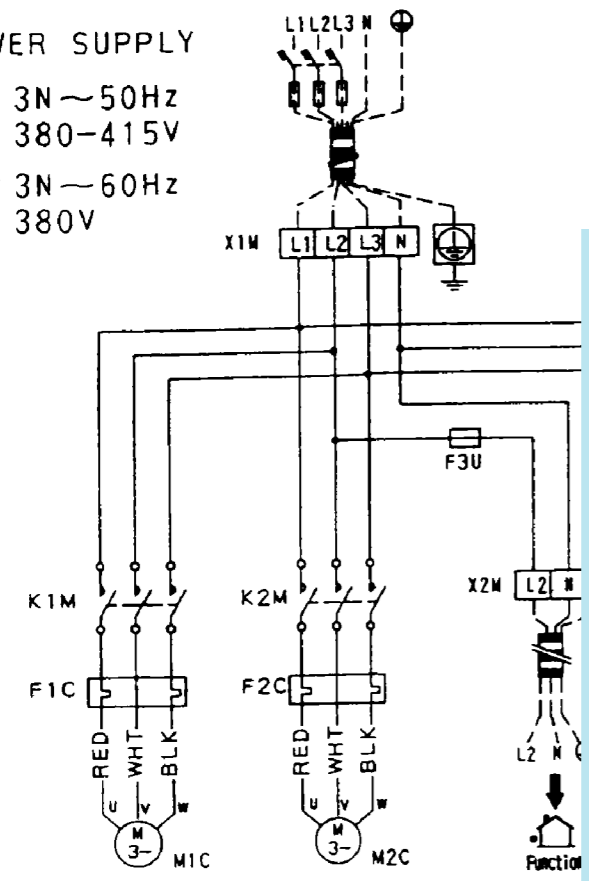 L1 L2 L3 N
WER SUPPLY
3N~50Hz
380-415V
3N~60Hz
380V
X1M L1 L2 L3 N
F3U
K1M K2M X2M L2 N
F1C F2C
RED WHT BLK RED WHT BLK
L2 N
U V W U V W
M 3~ M1C M 3~ M2C
Function